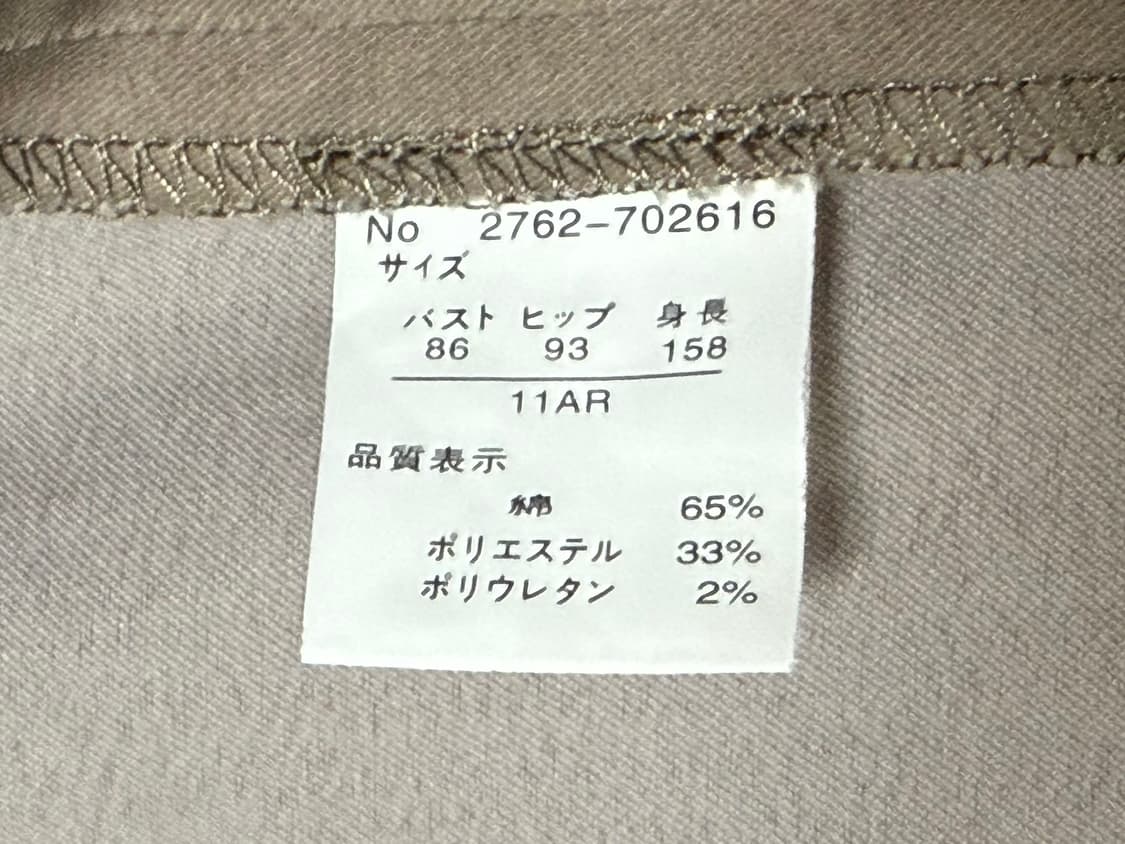 No 2762-702616
サイズ
バスト ヒップ 身長
86 93 158
11AR
品質表示
綿 65%
ポリエステル 33%
ポリウレタン 2%